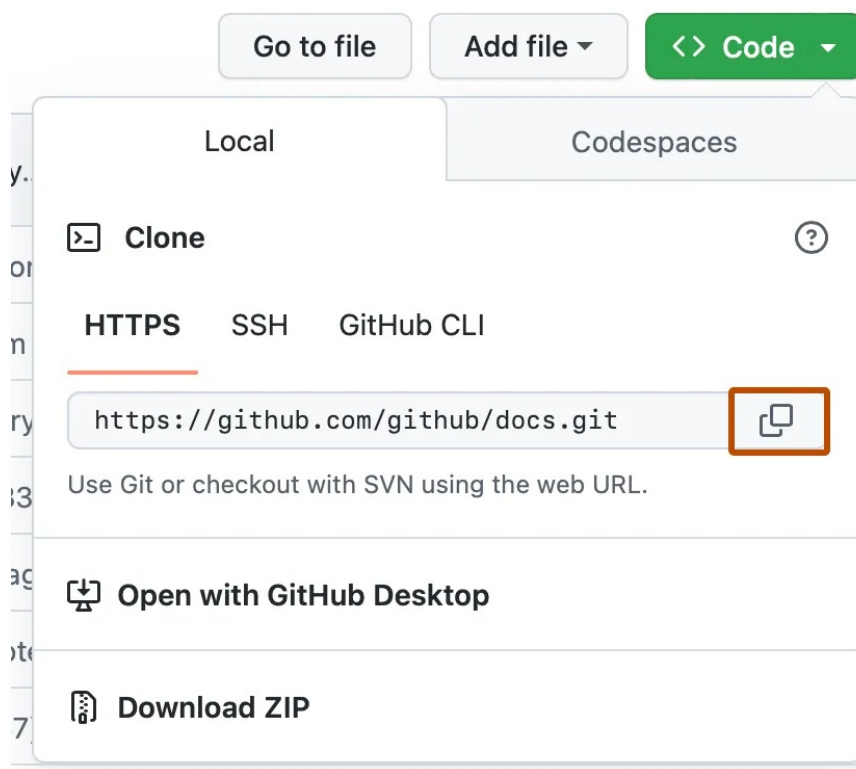 Go to file Add file Code
Local Codespaces
Clone
HTTPS SSH GitHub CLI
https://github.com/github/docs.git
Use Git or checkout with SVN using the web URL.
Open with GitHub Desktop
Download ZIP